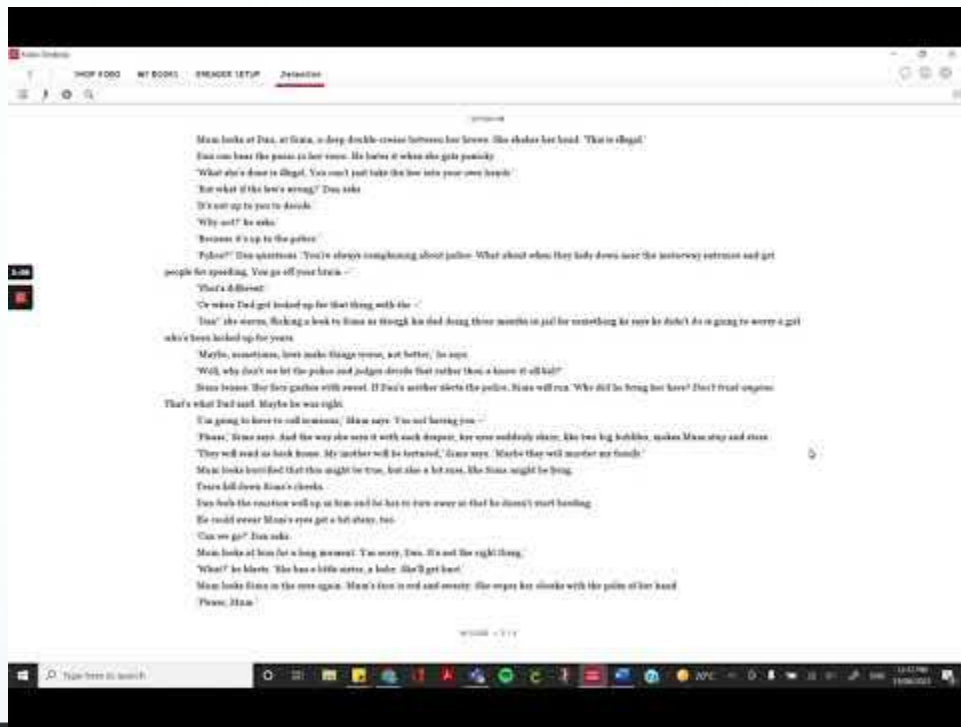 Kobo Desktop
SHOP KOBO MY BOOKS EREADER SETUP Detention
Mum looks at Dan, at Sima, a deep double crease between her brows. She shakes her head. 'This is illegal.'
Dan can hear the panic in her voice. He hates it when she gets panicky.
'What she's done is illegal. You can't just take the law into your own hands.'
'But what if the law's wrong?' Dan asks.
'It's not up to you to decide.'
'Why not?' he asks.
'Because it's up to the police.'
'Police?' Dan questions. 'You're always complaining about police. What about when they hide down near the motorway entrance and get
people for speeding. You go off your brain –'
'That's different.'
'Or when Dad got locked up for that thing with the –'
'Dan!' she warns, flicking a look to Sima as though his dad doing three months in jail for something he says he didn't do is going to worry a girl
who's been locked up for years.
'Maybe, sometimes, laws make things worse, not better,' he says.
'Well, why don't we let the police and judges decide that rather than a know-it-all kid?'
Sima tenses. Her face gushes with sweat. If Dan's mother alerts the police, Sima will run. Why did he bring her here? Don't trust anyone.
That's what Dad said. Maybe he was right.
'I'm going to have to call someone,' Mum says. 'I'm not having you –'
'Please,' Sima says. And the way she says it with such despair, her eyes suddenly shiny, like two big bubbles, makes Mum stop and stare.
'They will send us back home. My mother will be tortured,' Sima says. 'Maybe they will murder my family.'
Mum looks horrified that this might be true, but also a bit like Sima might be lying.
Tears fall down Sima's cheeks.
Dan feels the emotion well up in him and he has to turn away so that he doesn't start bawling.
He could swear Mum's eyes get a bit shiny, too.
'Can we go?' Dan asks.
Mum looks at him for a long moment. 'I'm sorry, Dan. It's not the right thing.'
'What?' he blurts. 'She has a little sister, a baby. She'll get hurt.'
Mum looks Sima in the eyes again. Mum's face is red and sweaty. She wipes her cheeks with the palm of her hand.
'Please, Mum.'
Type here to search
20°C
ENG